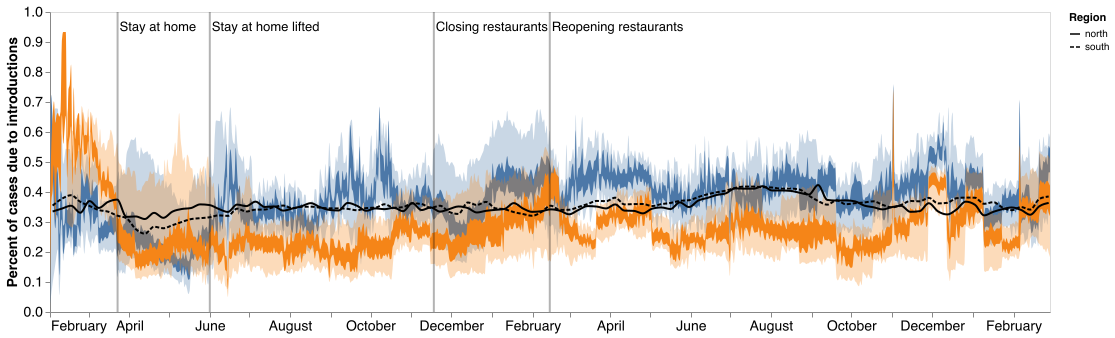 Percent of cases due to introductions
1.0
0.9
0.8
0.7
0.6
0.5
0.4
0.3
0.2
0.1
0.0
Stay at home
Stay at home lifted
Closing restaurants
Reopening restaurants
February April June August October December February April June August October December February
Region
north
south